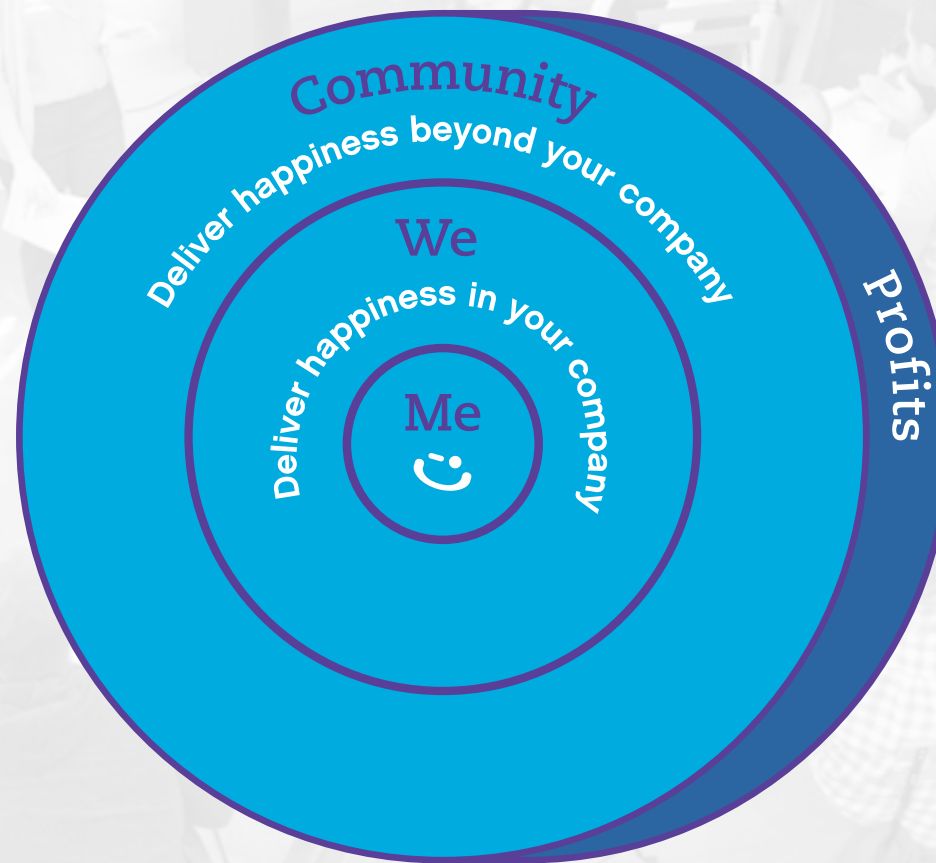 Community
Deliver happiness beyond your company
We
Deliver happiness in your company
Me
Profits